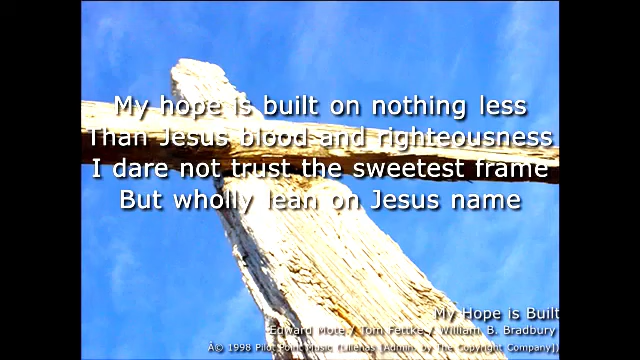 My hope is built on nothing less
Than Jesus blood and righteousness
I dare not trust the sweetest frame
But wholly lean on Jesus name
My Hope is Built
Edward Mote / Tom Fettke / William B. Bradbury
Â© 1998 Pilot Point Music (Lillenas (Admin. by The Copyright Company))